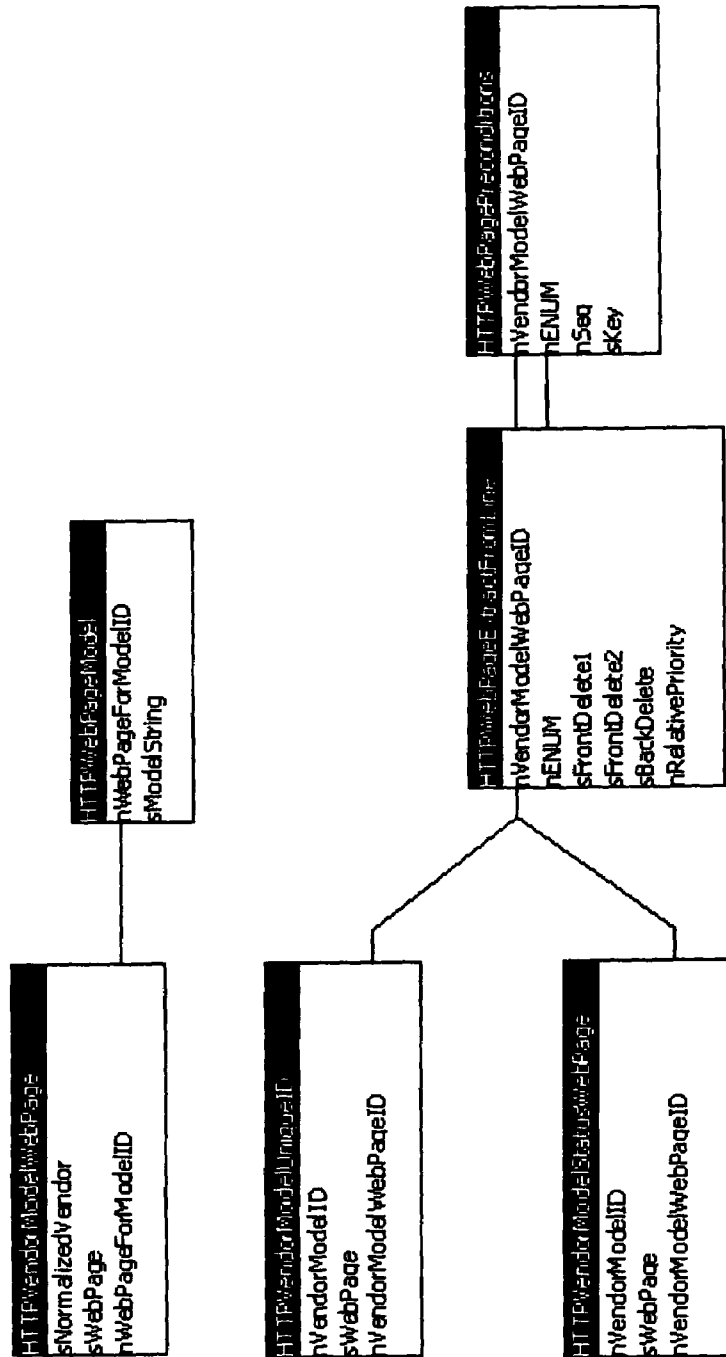 HTTPVendorModelWebPage
sNormalizedVendor
sWebPage
nWebPageForModelID
HTTPWebPageModel
nWebPageForModelID
sModelString
HTTPVendorModelUniqueID
nVendorModelID
sWebPage
nVendorModelWebPageID
HTTPVendorModelStatusWebPage
nVendorModelID
sWebPage
nVendorModelWebPageID
HTTPWebPageExtractFromLine
nVendorModelWebPageID
nENUM
sFrontDelete1
sFrontDelete2
sBackDelete
nRelativePriority
HTTPWebPagePreconditions
nVendorModelWebPageID
nENUM
nSeq
sKey